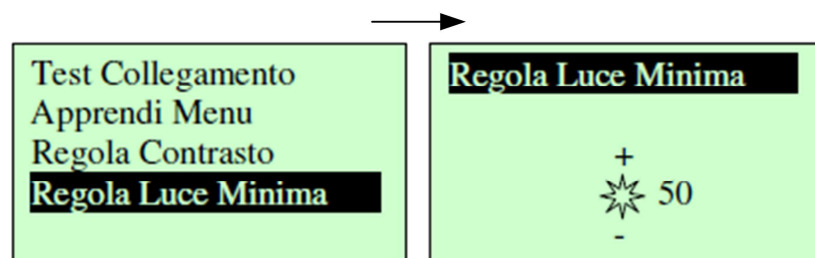 Test Collegamento
Apprendi Menu
Regola Contrasto
Regola Luce Minima
Regola Luce Minima
+
50
-